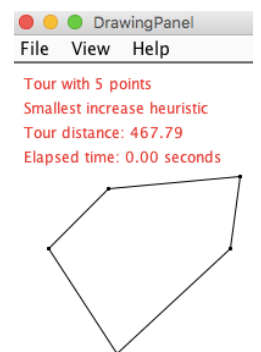 DrawingPanel
File View Help
Tour with 5 points
Smallest increase heuristic
Tour distance: 467.79
Elapsed time: 0.00 seconds